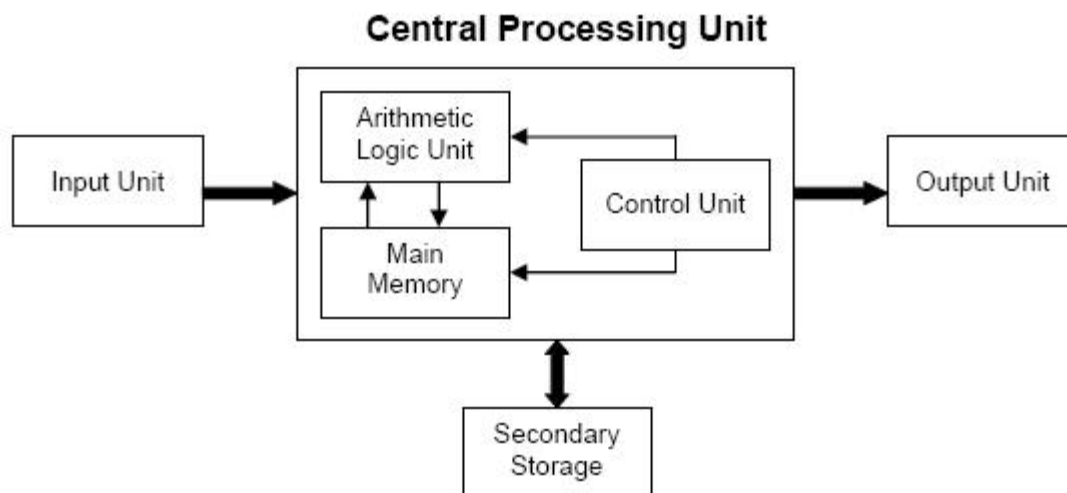 Central Processing Unit
Arithmetic
Logic Unit
Input Unit
Control Unit
Output Unit
Main
Memory
Secondary
Storage